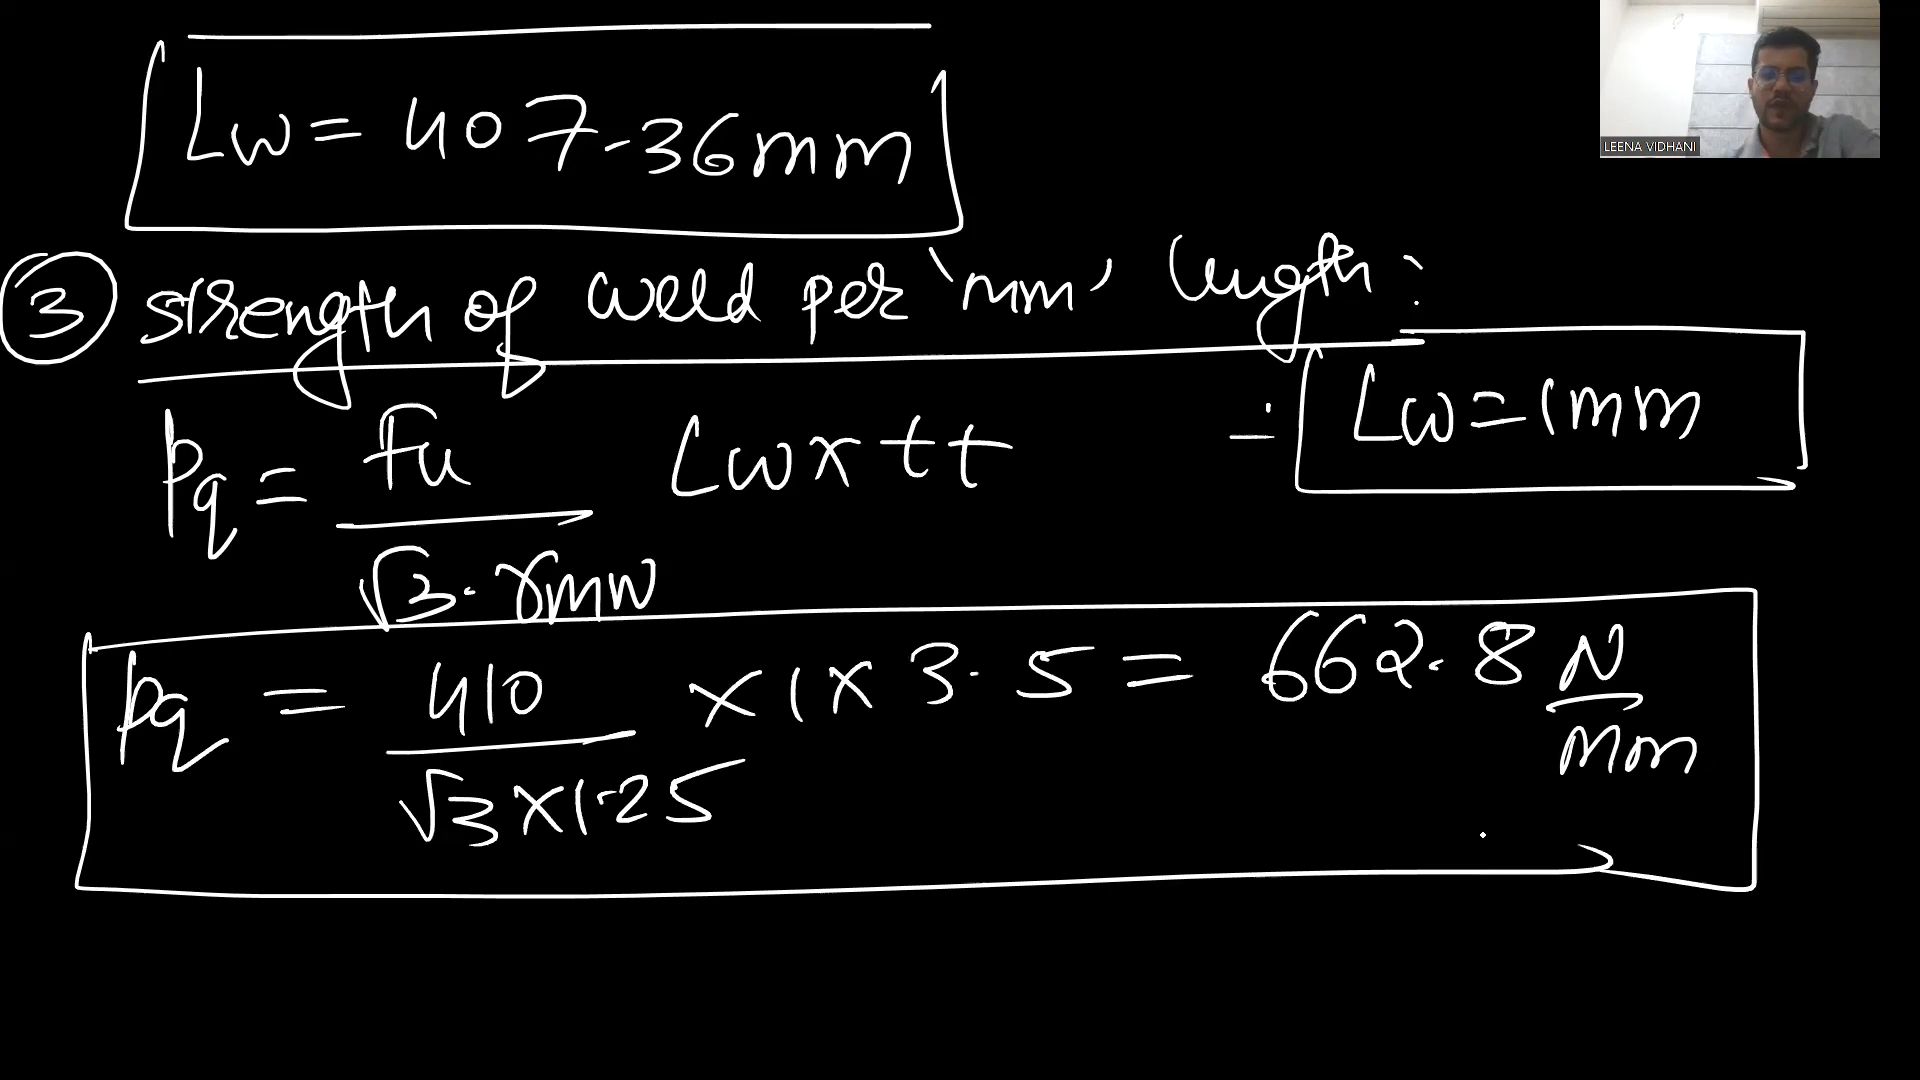 Lw = 407.36mm
LEENA VIDHANI
③ strength of weld per 'mm' length :
Pq = Fu / √3 · γmw Lw x tt ∴ Lw = 1mm
Pq = 410 / √3 x 1.25 x 1 x 3.5 = 662.8 N / mm